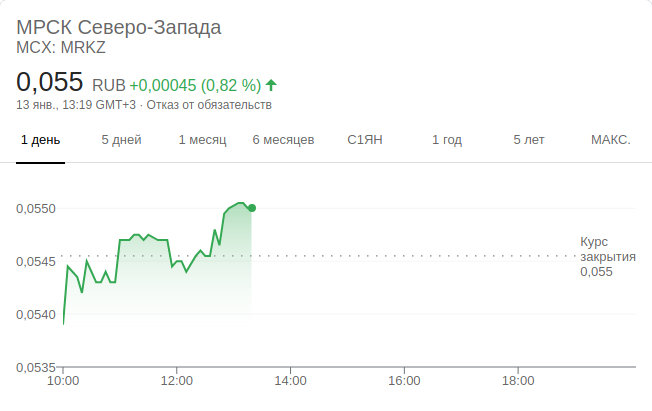 МРСК Северо-Запада
MCX: MRKZ
0,055 RUB +0,00045 (0,82 %)
13 янв., 13:19 GMT+3 · Отказ от обязательств
1 день 5 дней 1 месяц 6 месяцев С1ЯН 1 год 5 лет МАКС.
0,0550
Курс
0,0545
закрытия
0,055
0,0540
0,0535
10:00 12:00 14:00 16:00 18:00